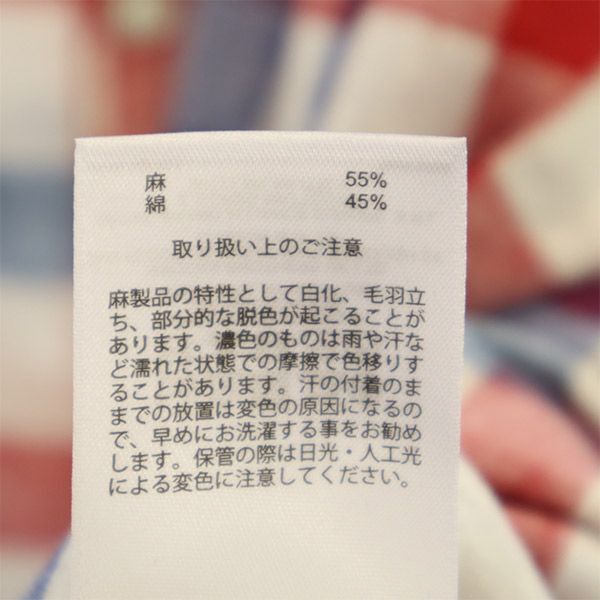 麻 55%
綿 45%
取り扱い上のご注意
麻製品の特性として白化、毛羽立
ち、部分的な脱色が起こることが
あります。濃色のものは雨や汗な
ど濡れた状態での摩擦で色移りす
ることがあります。汗の付着のま
までの放置は変色の原因になるの
で、早めにお洗濯する事をお勧め
します。保管の際は日光・人工光
による変色に注意してください。